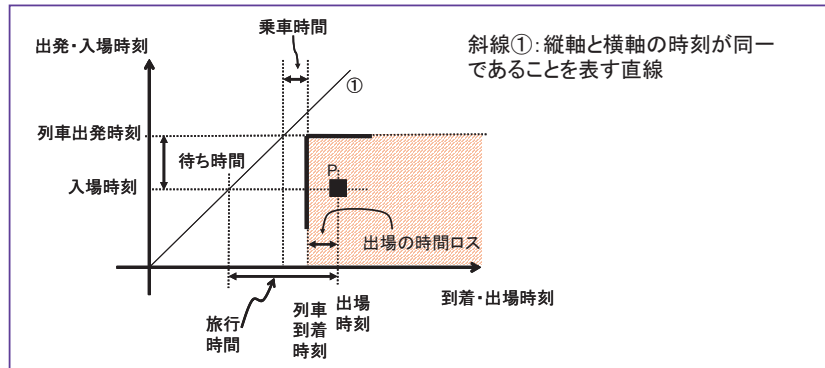 乗車時間
出発・入場時刻
斜線①:縦軸と横軸の時刻が同一
であることを表す直線
①
列車出発時刻
待ち時間
入場時刻
P
出場の時間ロス
到着・出場時刻
旅行
時間
列車
到着
時刻
出場
時刻